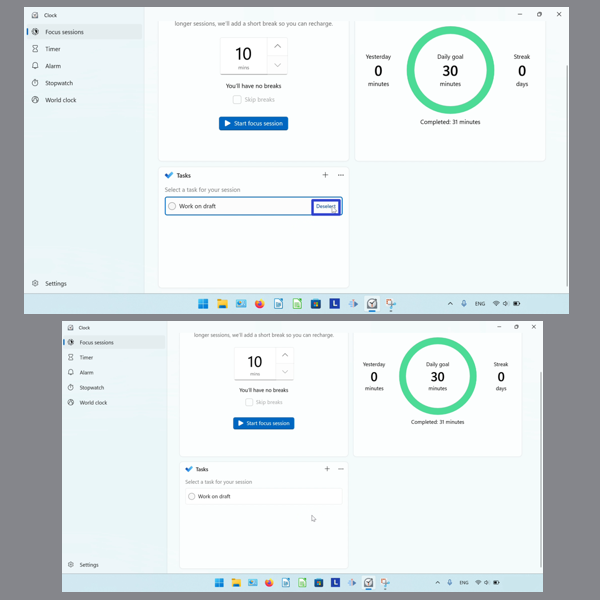 Clock
Focus sessions
Timer
Alarm
Stopwatch
World clock
Settings
longer sessions, we'll add a short break so you can recharge.
10
mins
You'll have no breaks
Skip breaks
Start focus session
Yesterday
0
minutes
Daily goal
30
minutes
Streak
0
days
Completed: 31 minutes
Tasks
Select a task for your session
Work on draft
Deselect
ENG
Clock
Focus sessions
Timer
Alarm
Stopwatch
World clock
Settings
longer sessions, we'll add a short break so you can recharge.
10
mins
You'll have no breaks
Skip breaks
Start focus session
Yesterday
0
minutes
Daily goal
30
minutes
Streak
0
days
Completed: 31 minutes
Tasks
Select a task for your session
Work on draft
ENG